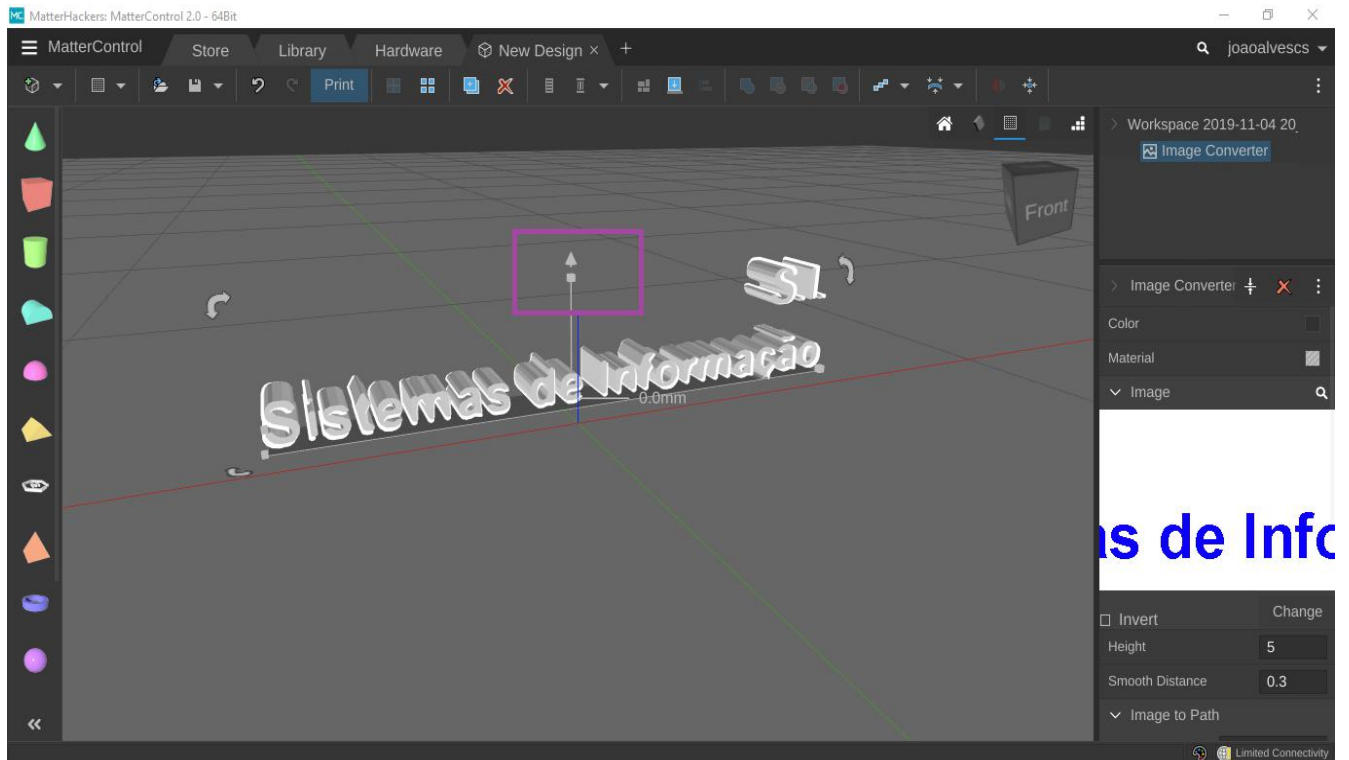 MC MatterHackers: MatterControl 2.0 - 64Bit
MatterControl Store Library Hardware New Design × + joaoalvescs
Print
Workspace 2019-11-04 20_
Image Converter
Front
SI
Sistemas de Informação
0.0mm
Image Converter
Color
Material
Image
as de Info
Invert Change
Height 5
Smooth Distance 0.3
Image to Path
Limited Connectivity